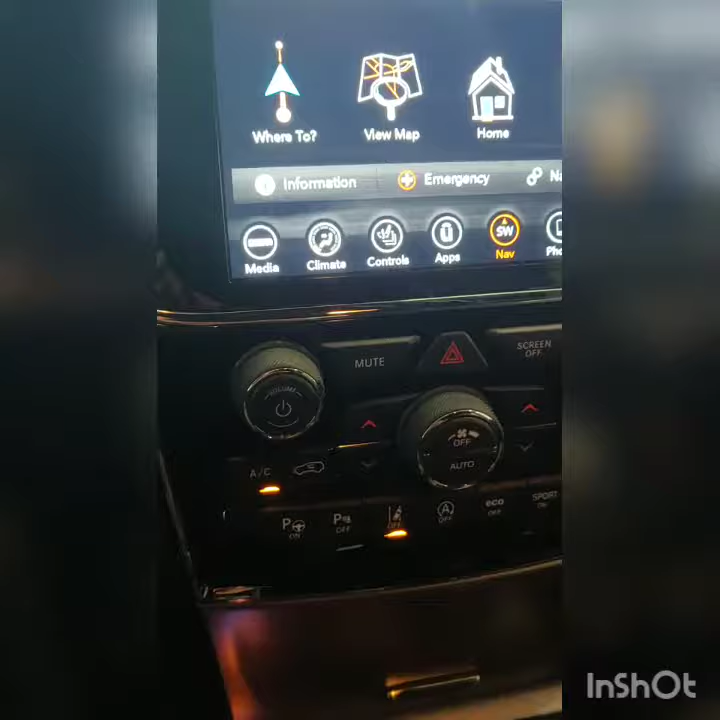 Where To?
View Map
Home
Information
Emergency
Media
Climate
Controls
Apps
SW
Nav
MUTE
SCREEN
OFF
VOLUME
OFF
AUTO
A/C
P
ON
P
OFF
OFF
A
OFF
eco
OFF
SPORT
ON
InShOt